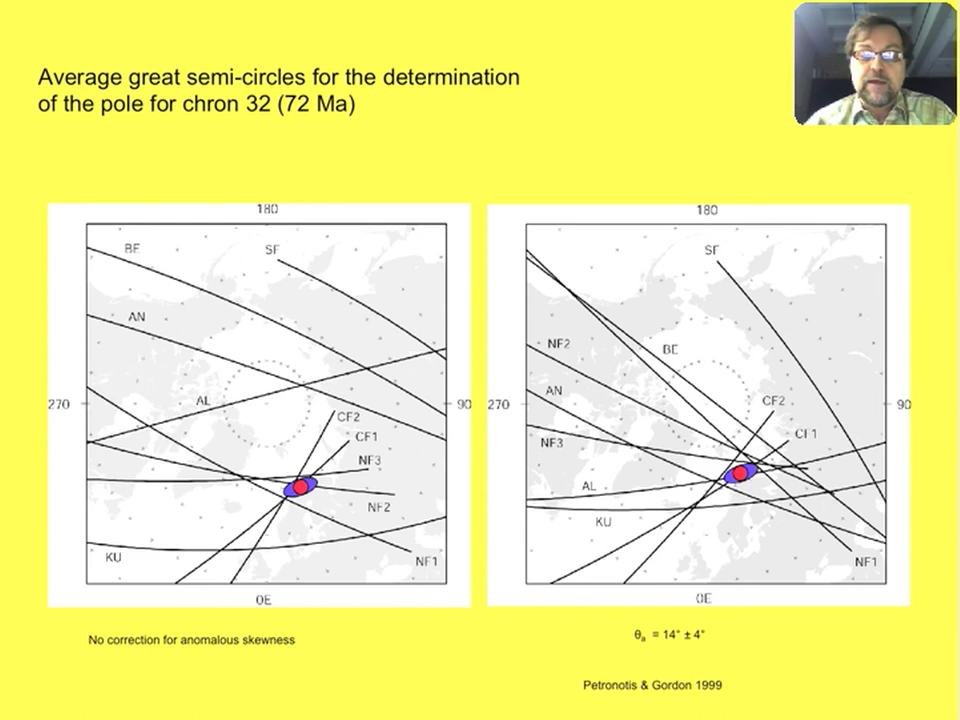 Average great semi-circles for the determination
of the pole for chron 32 (72 Ma)
180
BE
SF
AN
AL
270
90
CF2
CF1
NF3
NF2
KU
NF1
0E
No correction for anomalous skewness
180
SF
NF2
BE
AN
270
90
CF2
CF1
NF3
AL
KU
NF1
0E
θa = 14° ± 4°
Petronotis & Gordon 1999